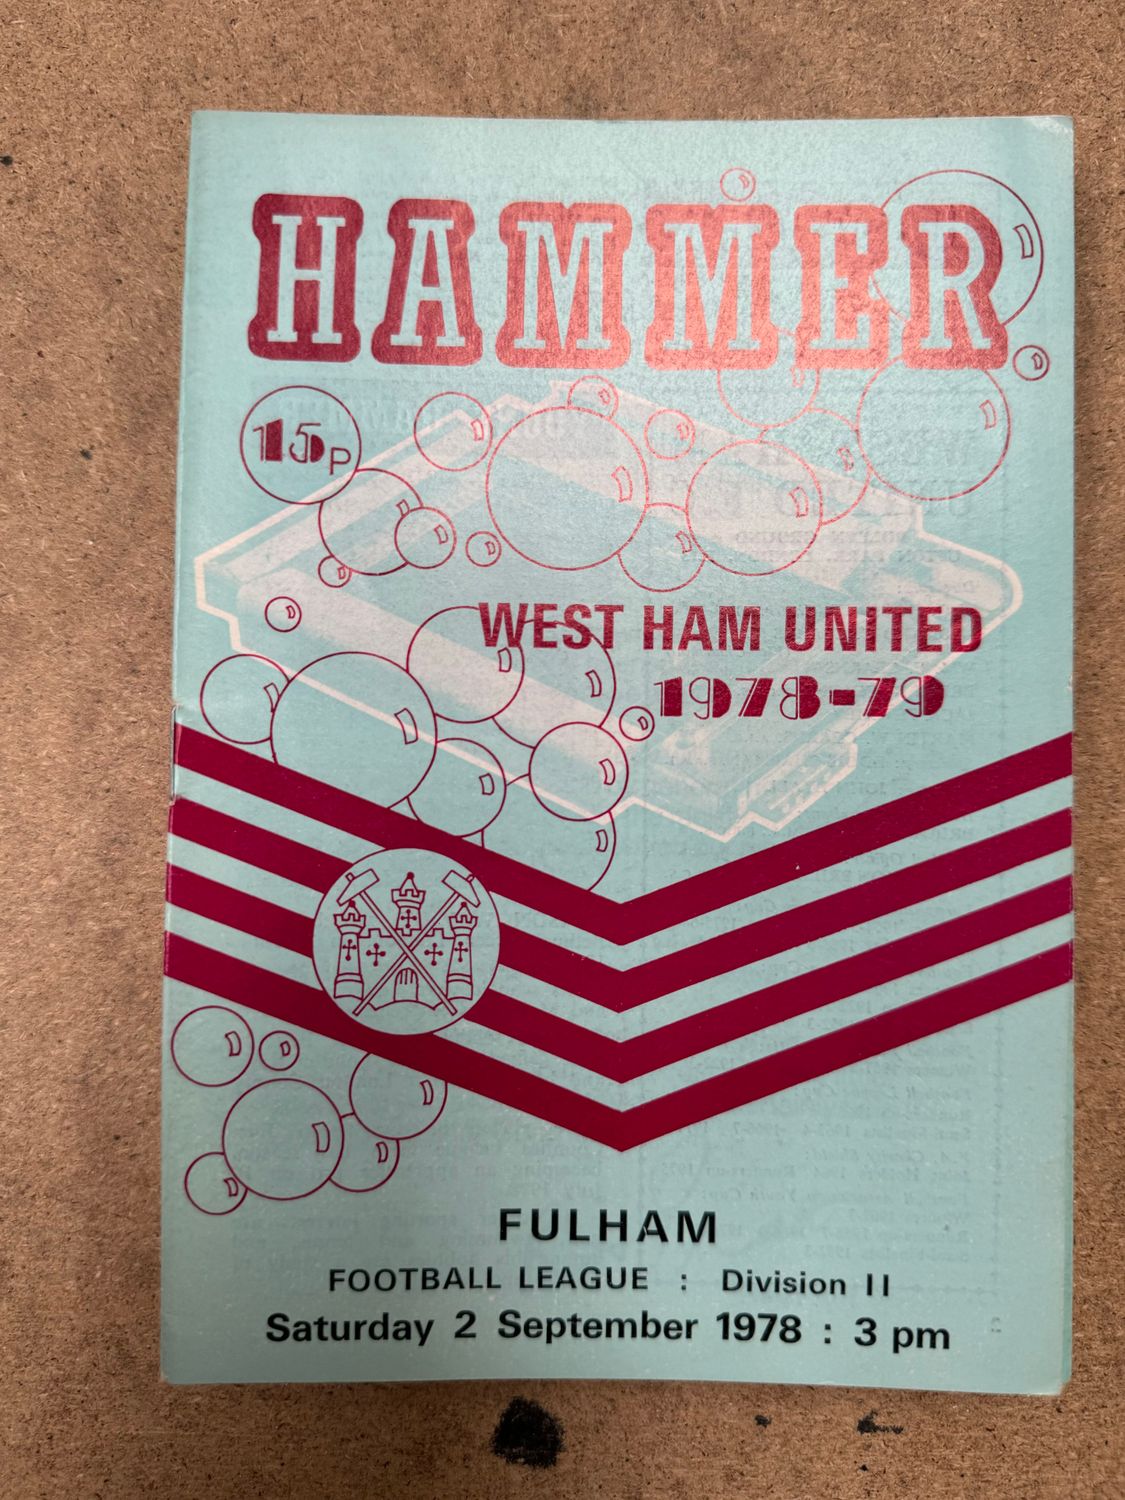 HAMMER
15p
WEST HAM UNITED
1978-79
FULHAM
FOOTBALL LEAGUE : Division II
Saturday 2 September 1978 : 3 pm